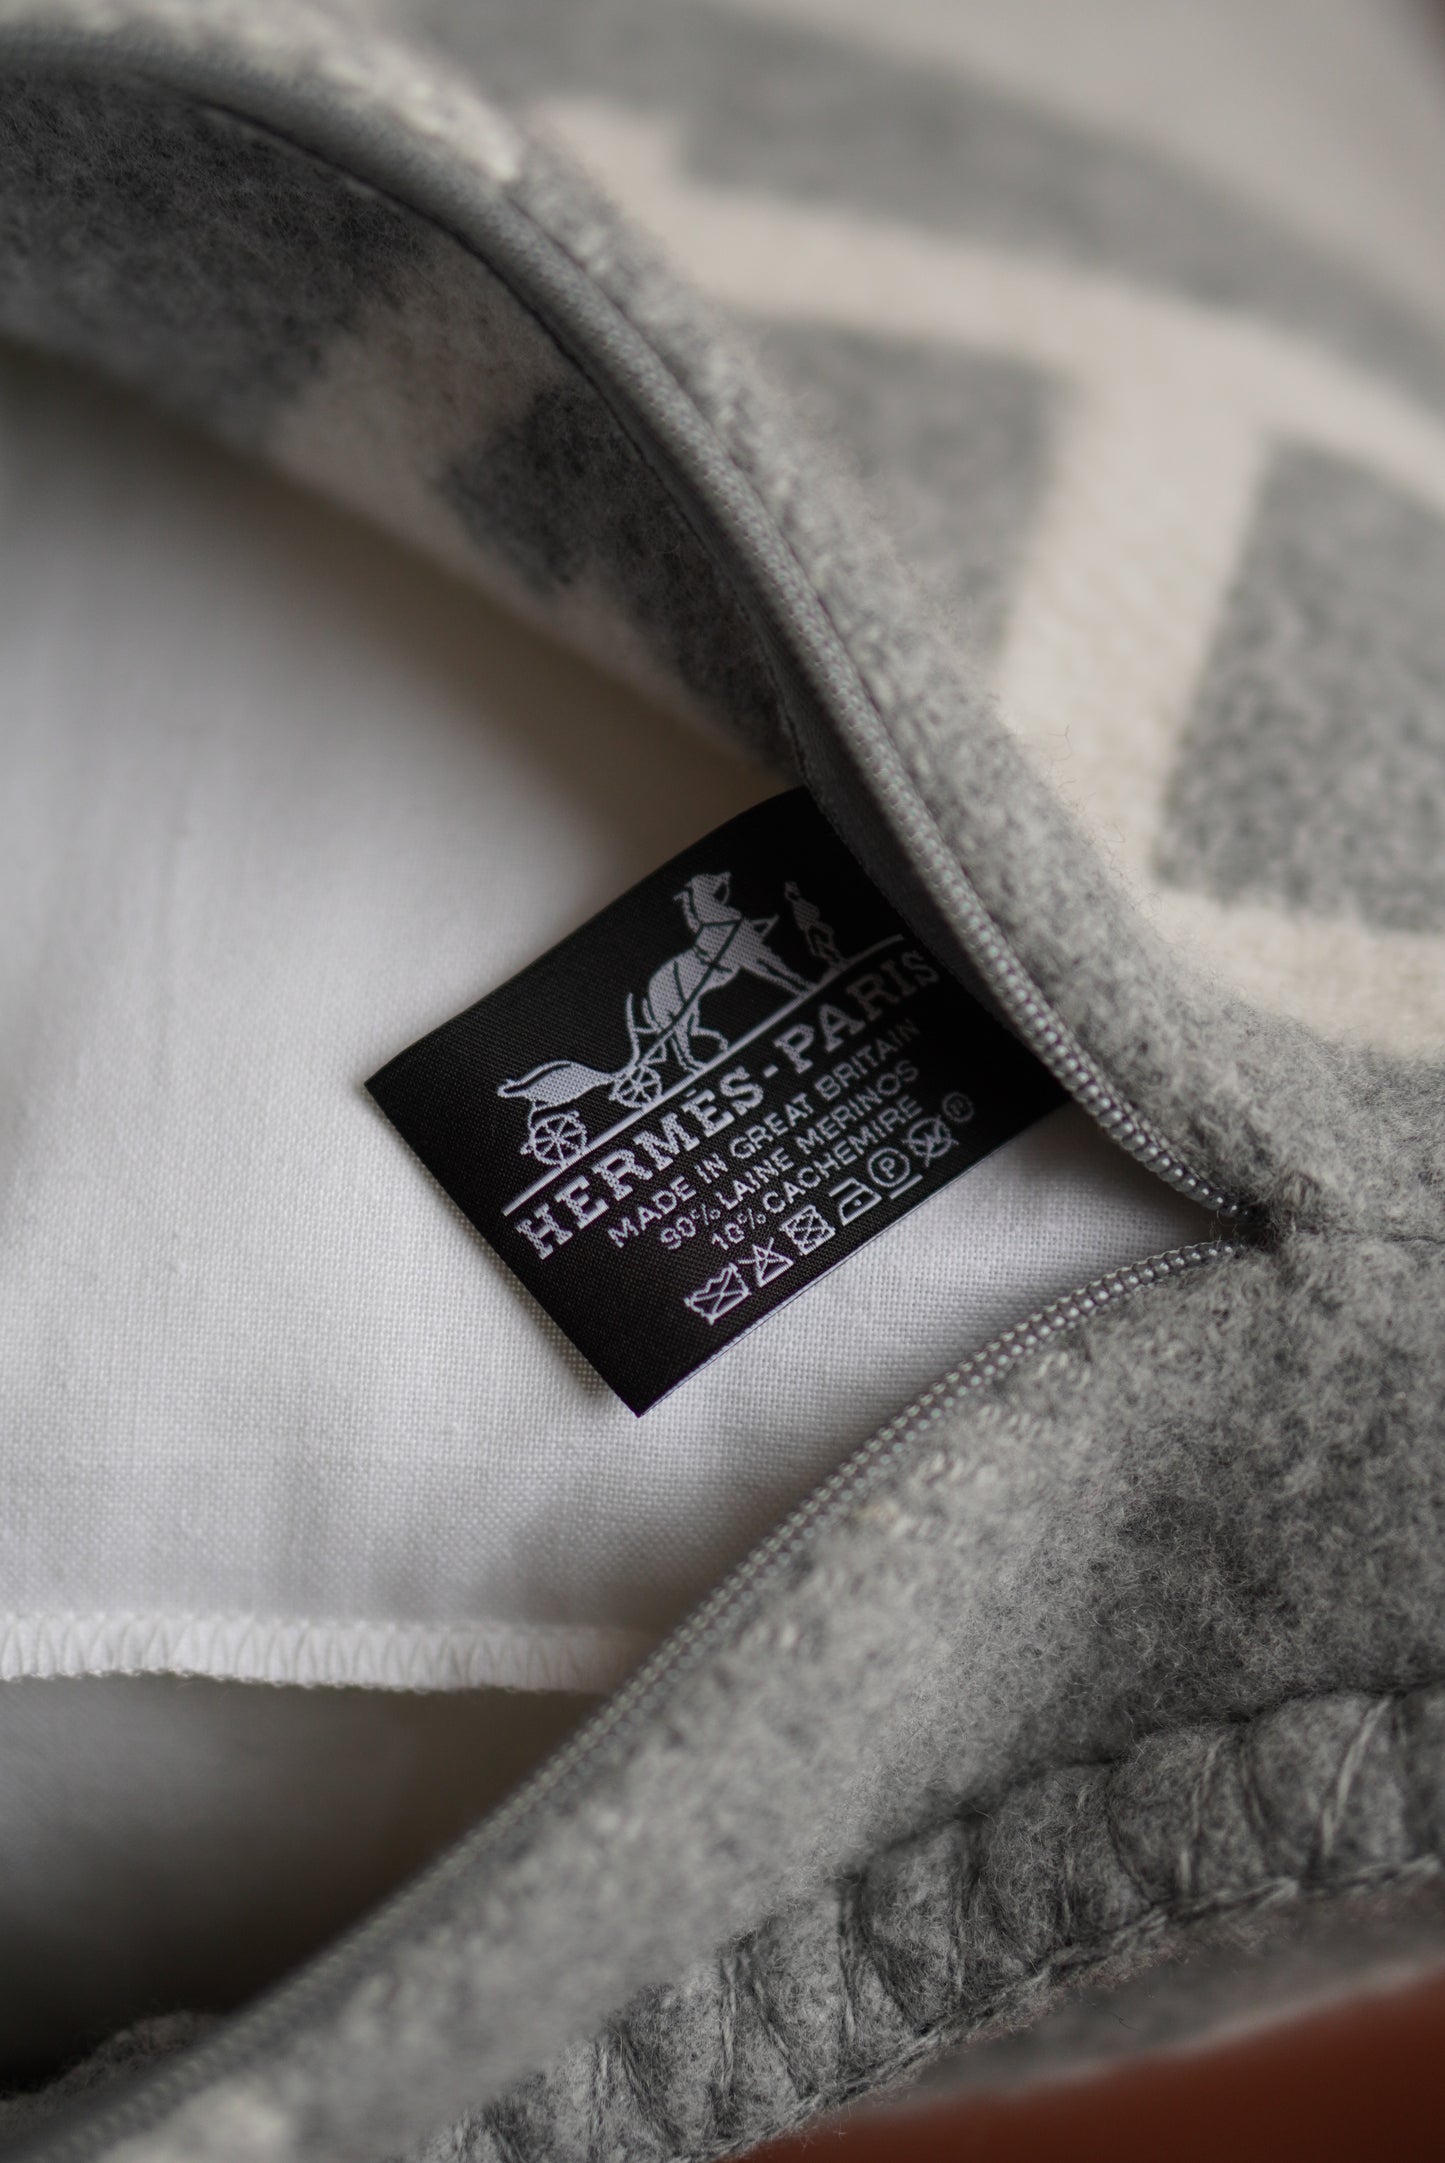 HERMÈS-PARIS
MADE IN GREAT BRITAIN
90% LAINE MERINOS
10% CACHEMIRE
P P